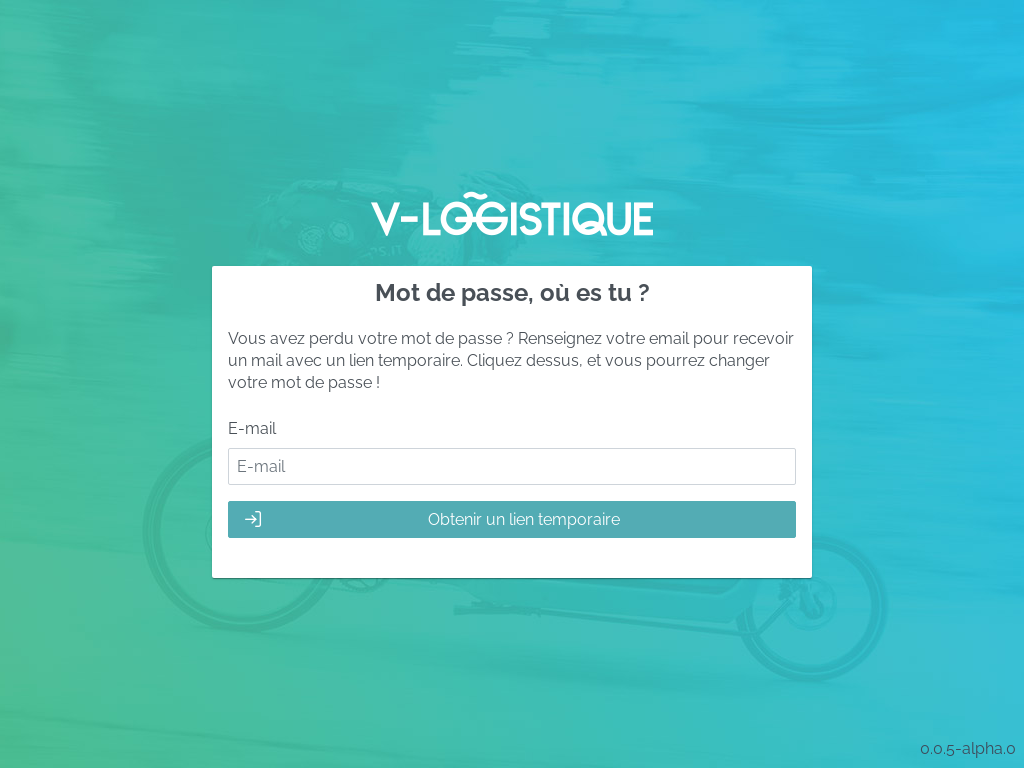 V-LOGISTIQUE
Mot de passe, où es tu ?
Vous avez perdu votre mot de passe ? Renseignez votre email pour recevoir
un mail avec un lien temporaire. Cliquez dessus, et vous pourrez changer
votre mot de passe !
E-mail
E-mail
Obtenir un lien temporaire
0.0.5-alpha.0